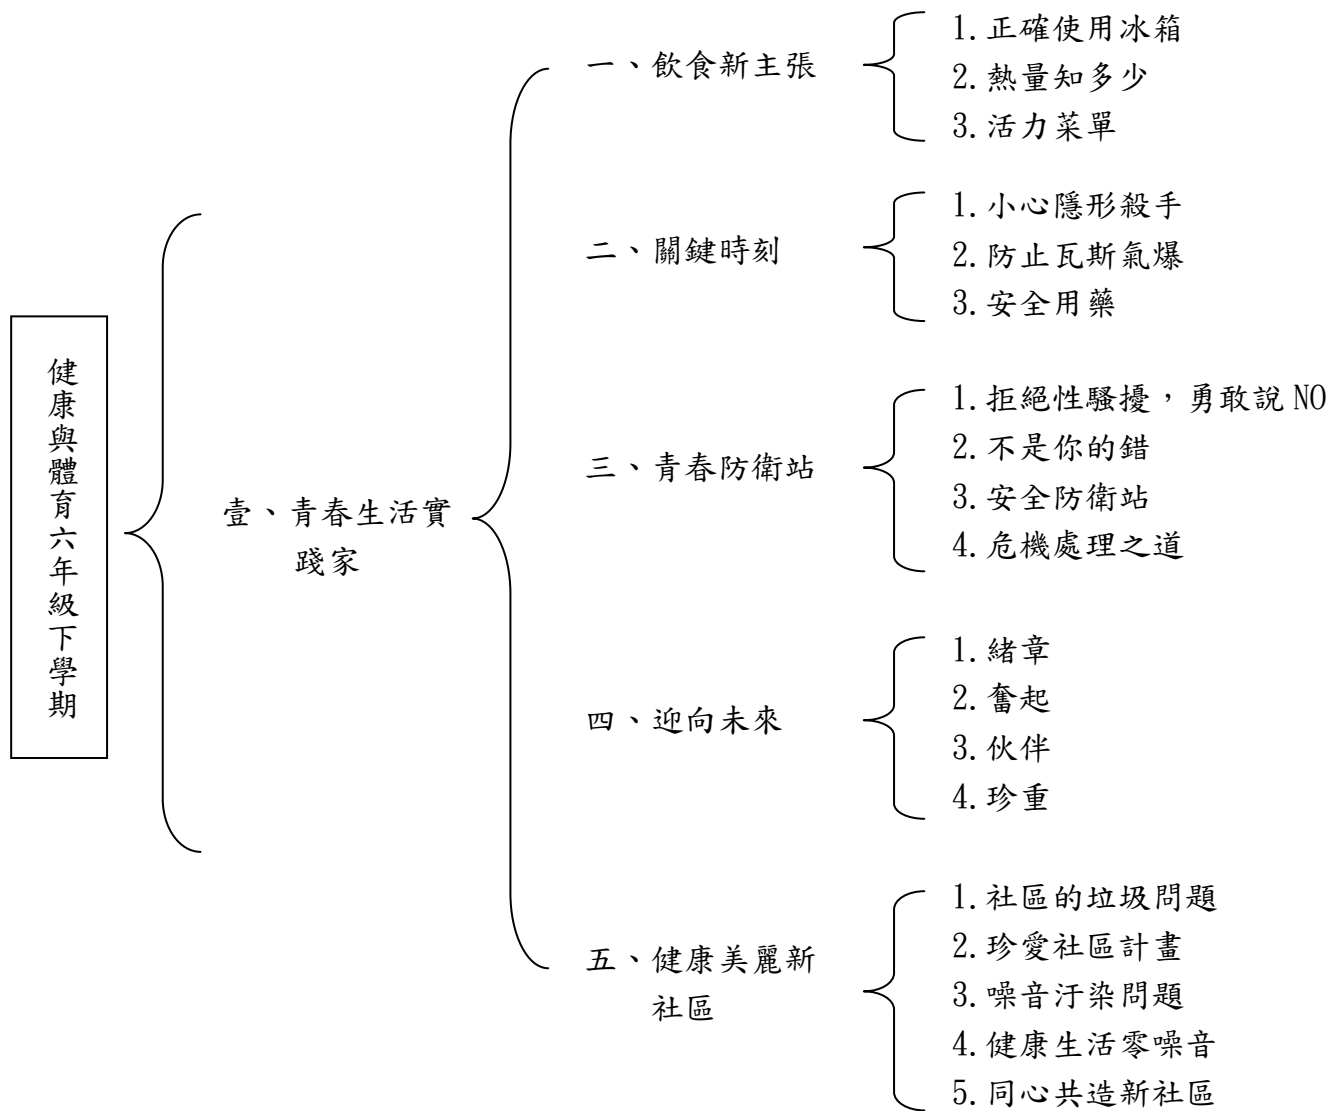 健康與體育六年級下學期
壹、青春生活實
踐家
一、飲食新主張
1.正確使用冰箱
2.熱量知多少
3.活力菜單
二、關鍵時刻
1.小心隱形殺手
2.防止瓦斯氣爆
3.安全用藥
三、青春防衛站
1.拒絕性騷擾，勇敢說 NO
2.不是你的錯
3.安全防衛站
4.危機處理之道
四、迎向未來
1.緒章
2.奮起
3.伙伴
4.珍重
五、健康美麗新
社區
1.社區的垃圾問題
2.珍愛社區計畫
3.噪音汙染問題
4.健康生活零噪音
5.同心共造新社區